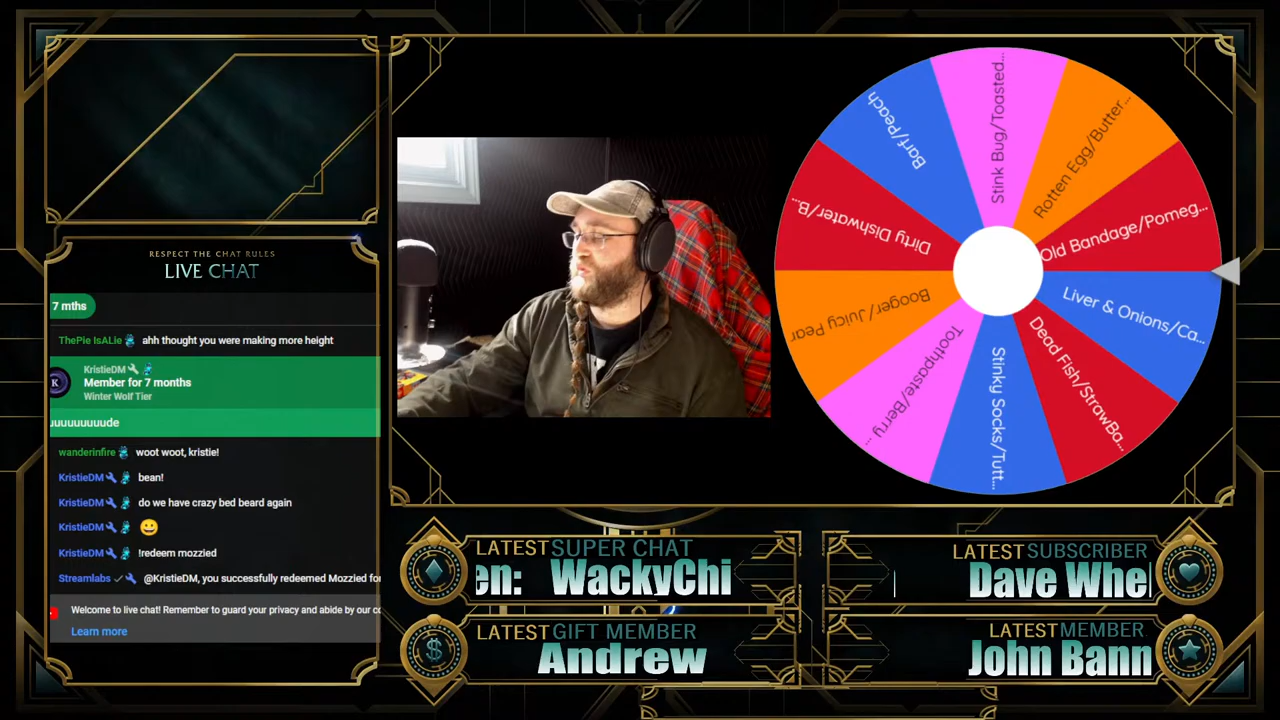 RESPECT THE CHAT RULES
LIVE CHAT
7 mths
ThePie IsALie ahh thought you were making more height
K
KristieDM
Member for 7 months
Winter Wolf Tier
uuuuuuuuude
wanderinfire woot woot, kristie!
KristieDM bean!
KristieDM do we have crazy bed beard again
KristieDM 😀
KristieDM !redeem mozzied
Streamlabs @KristieDM, you successfully redeemed Mozzied for
Welcome to live chat! Remember to guard your privacy and abide by our co
Learn more
Barf/Peach
Stink Bug/Toasted...
Rotten Egg/Butter...
Old Bandage/Pomeg...
Liver & Onions/Ca...
Dead Fish/StrawBa...
Stinky Socks/Tutt...
Toothpaste/Berry ...
Booger/Juicy Pear
Dirty Dishwater/B...
LATEST SUPER CHAT
en: WackyChi
LATEST SUBSCRIBER
Dave Whe
LATEST GIFT MEMBER
Andrew
LATEST MEMBER
John Bann